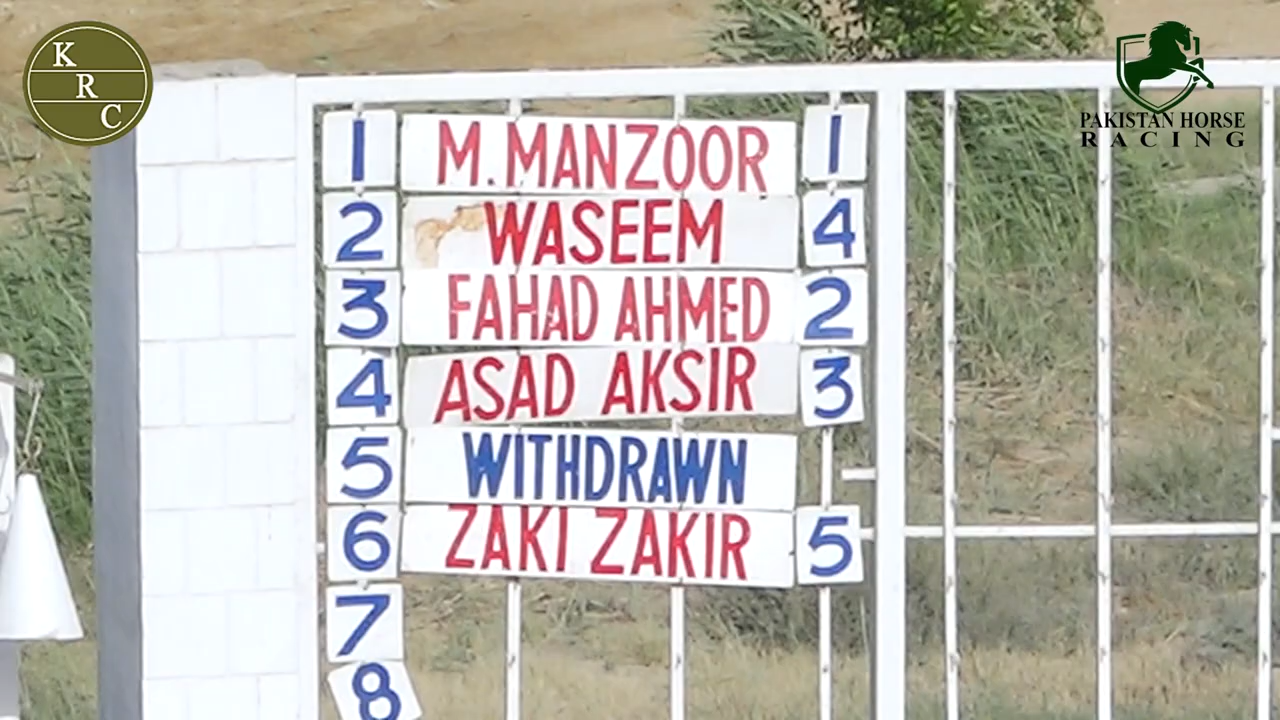 K
R
C
PAKISTAN HORSE
RACING
1 M.MANZOOR 1
2 WASEEM 4
3 FAHAD AHMED 2
4 ASAD AKSIR 3
5 WITHDRAWN
6 ZAKI ZAKIR 5
7
8